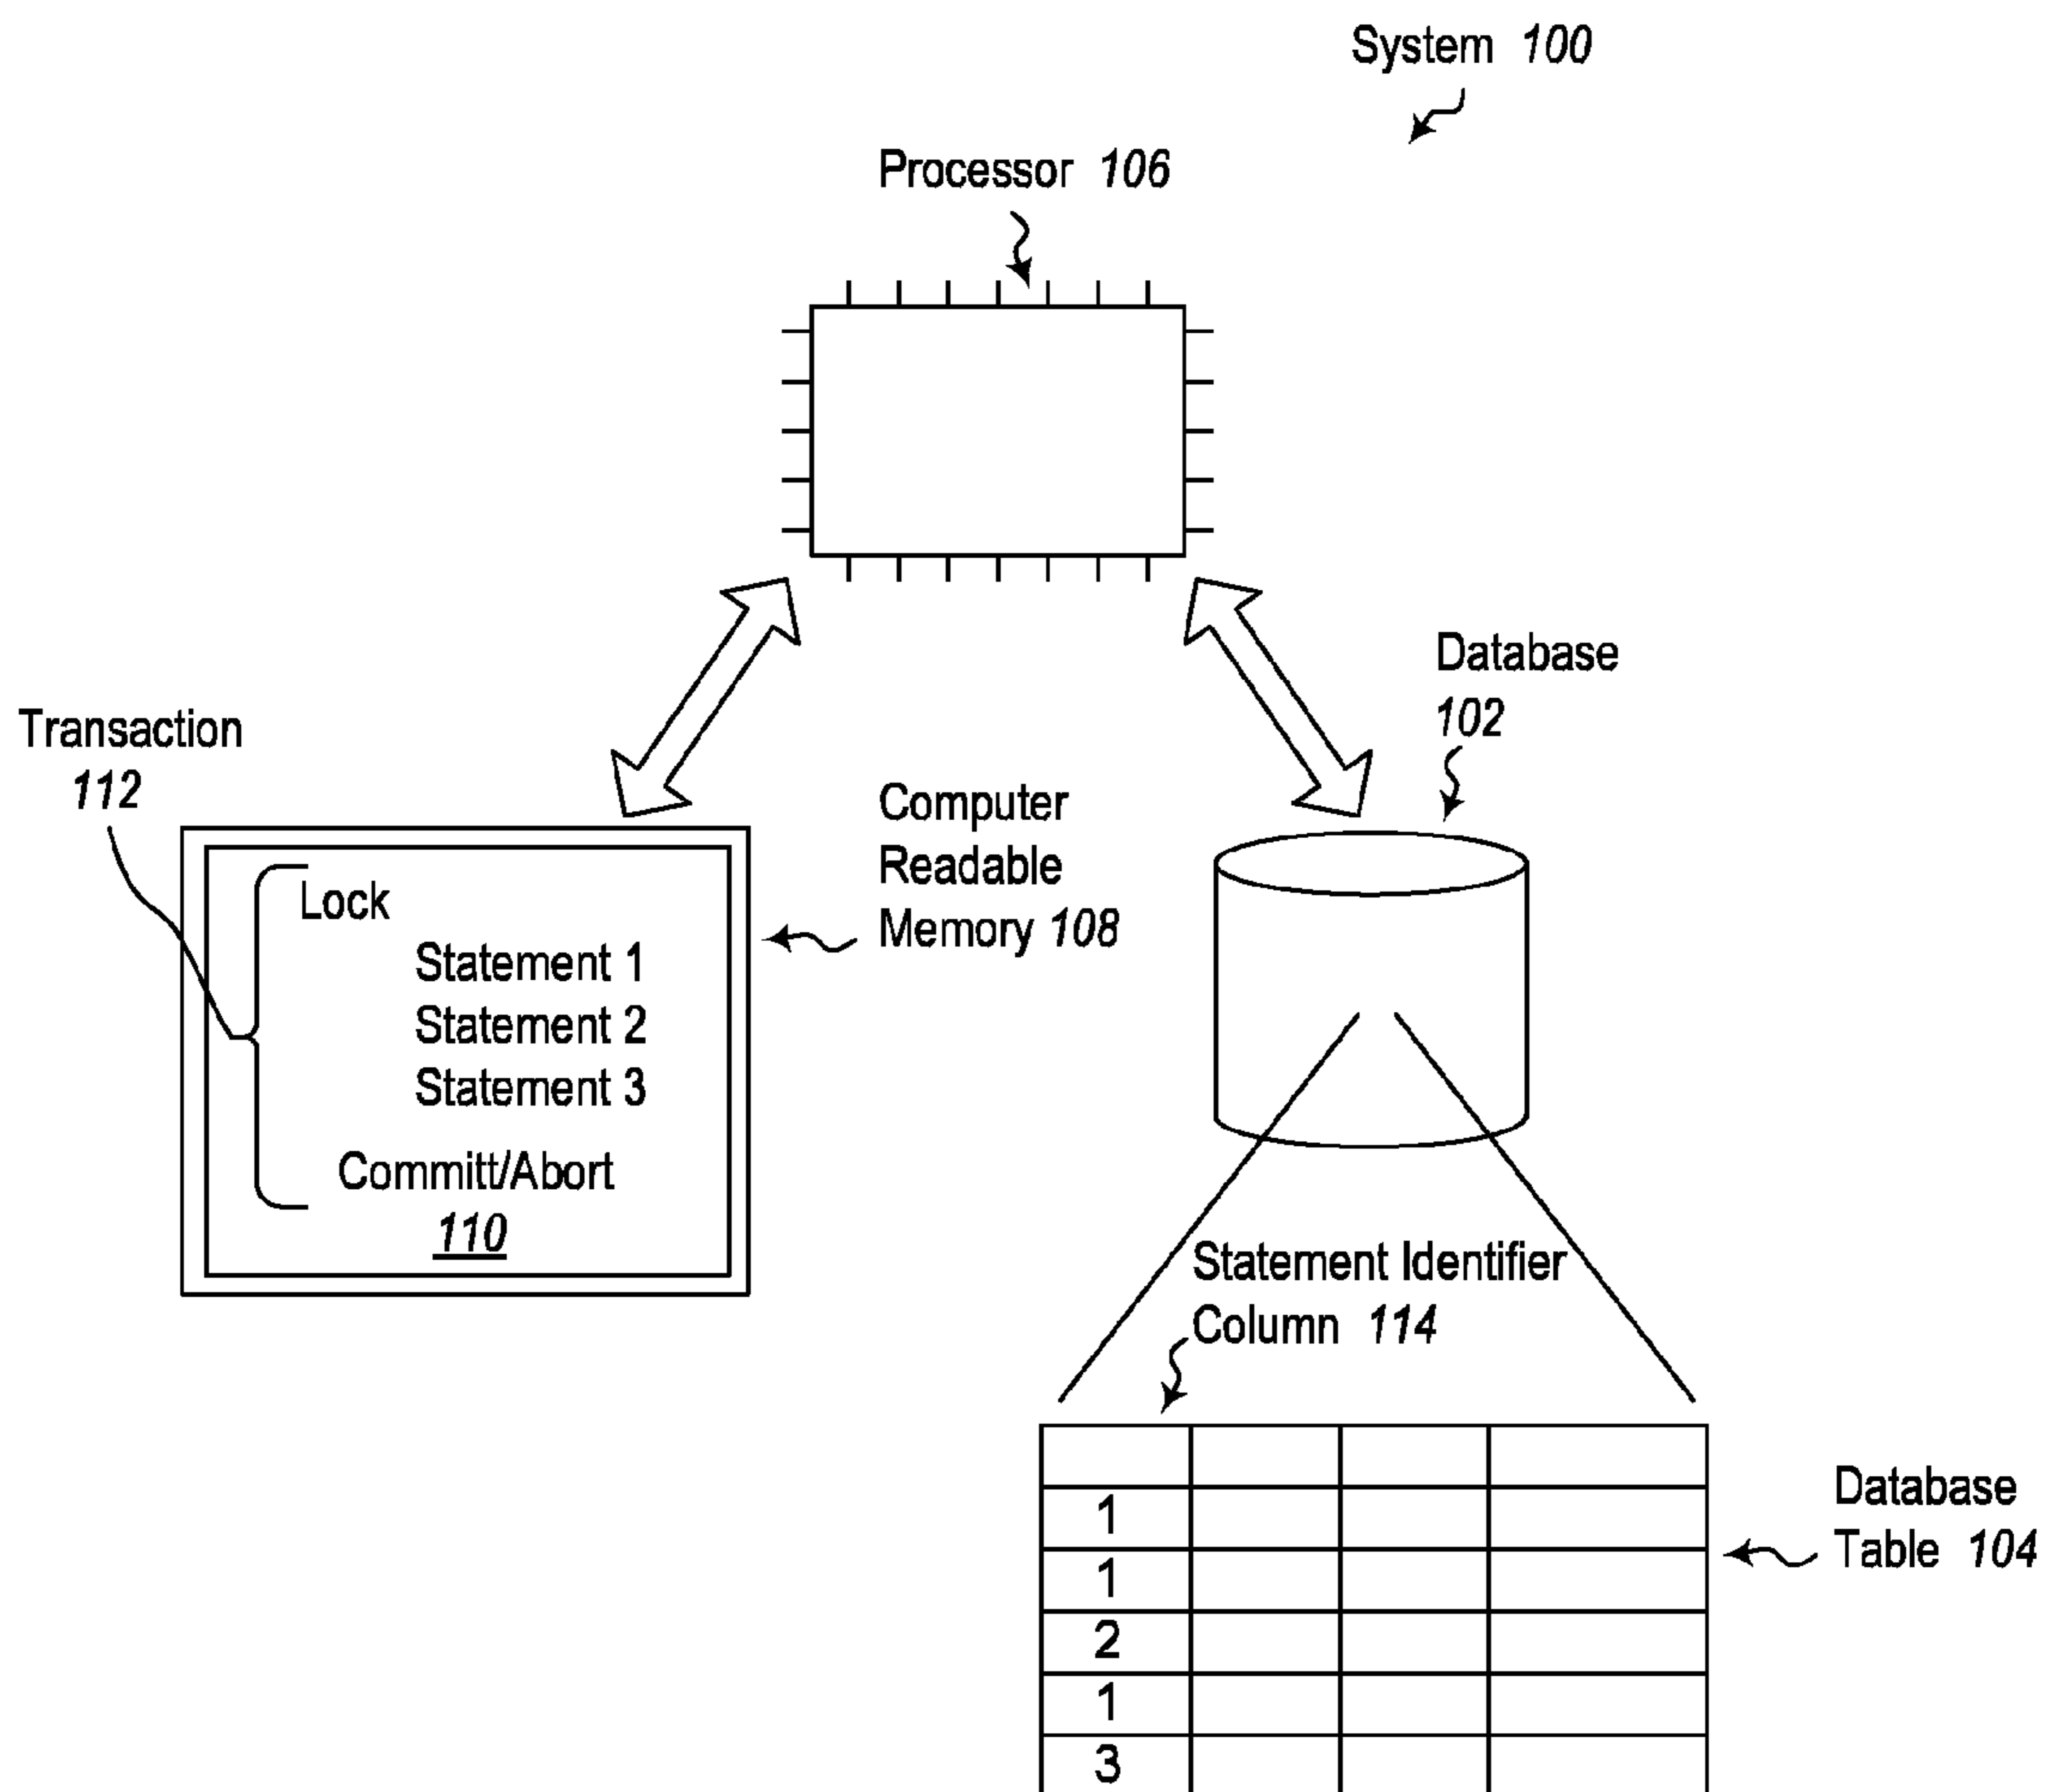 System 100
Processor 106
Database
102
Transaction
112
Computer
Readable
Memory 108
Lock
Statement 1
Statement 2
Statement 3
Committ/Abort
110
Statement Identifier
Column 114
Database
Table 104
1
1
2
1
3